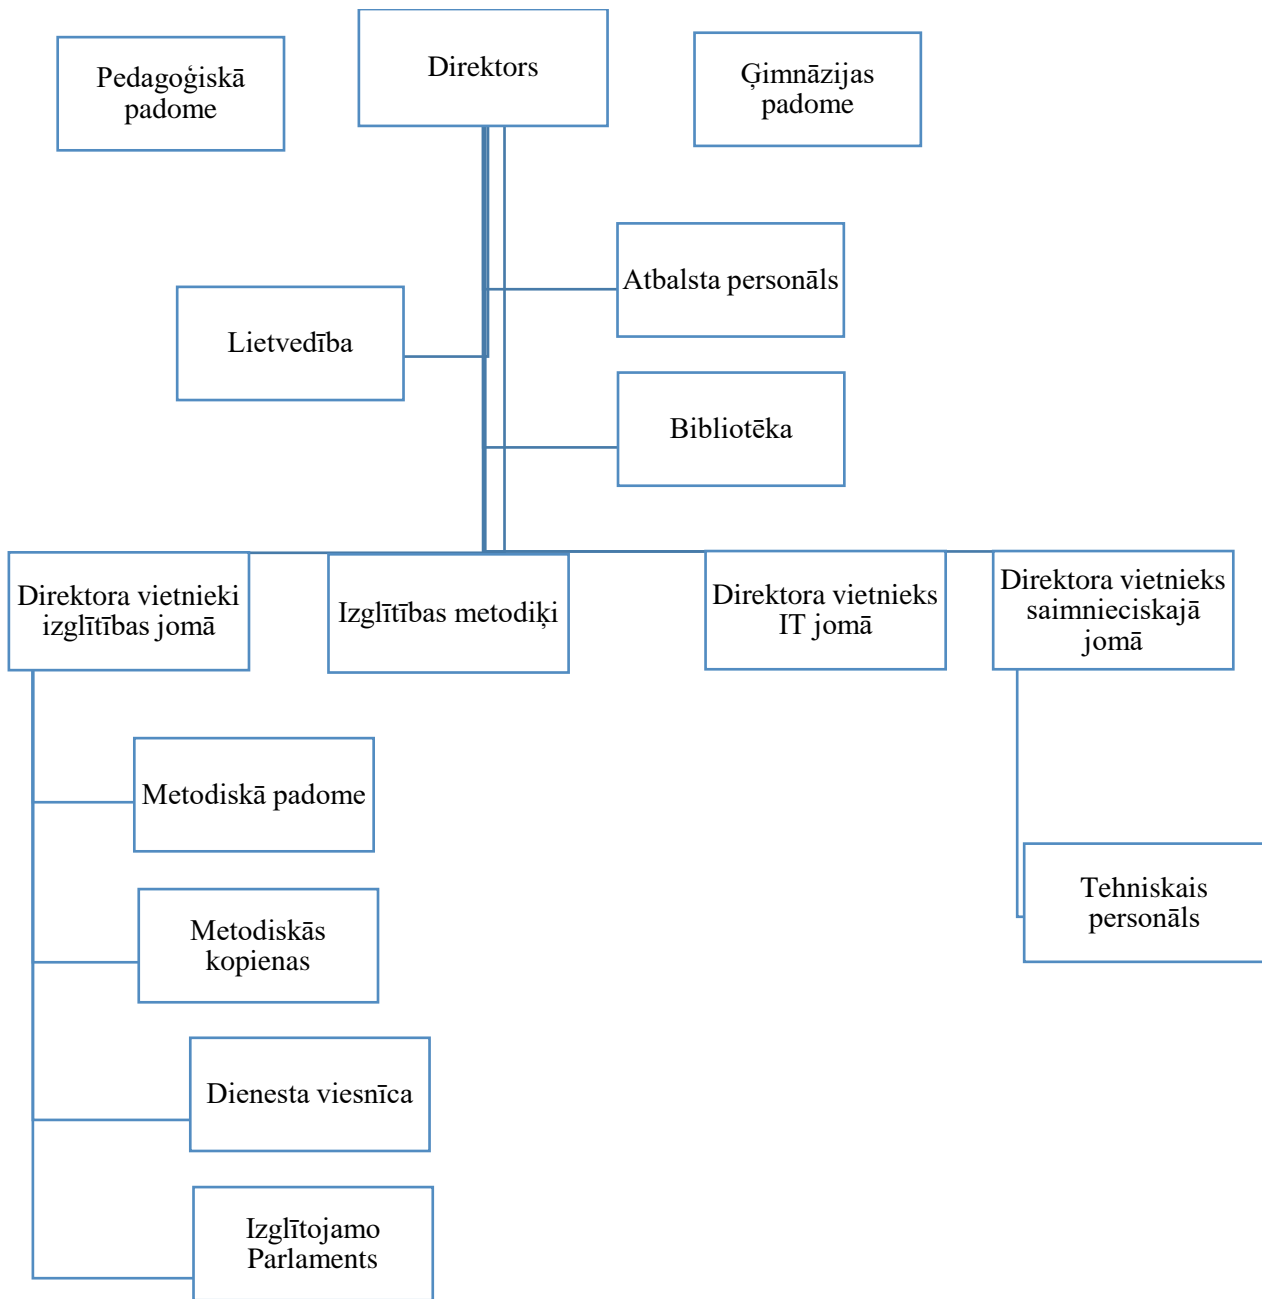 Direktors
Pedagoģiskā
padome
Ģimnāzijas
padome
Atbalsta personāls
Lietvedība
Bibliotēka
Direktora vietnieki
izglītības jomā
Izglītības metodiķi
Direktora vietnieks
IT jomā
Direktora vietnieks
saimnieciskajā
jomā
Metodiskā padome
Metodiskās
kopienas
Tehniskais
personāls
Dienesta viesnīca
Izglītojamo
Parlaments